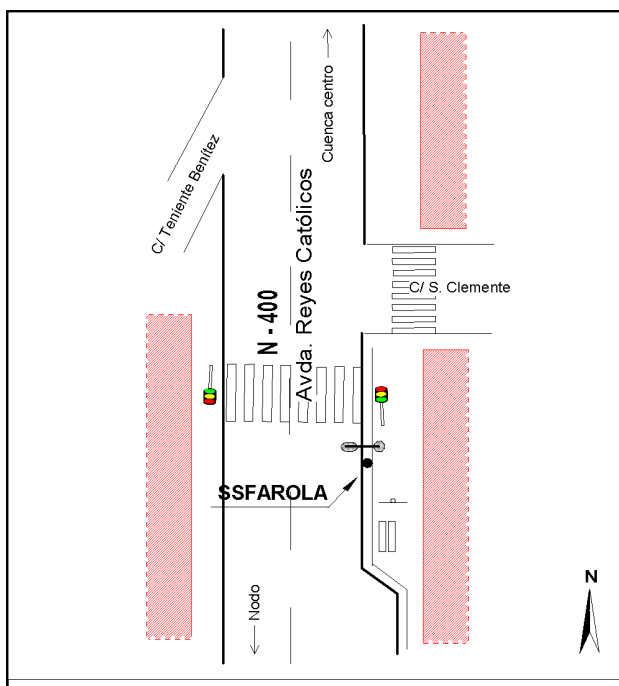 Cuenca centro
C/ Teniente Benítez
Avda. Reyes Católicos
N - 400
C/ S. Clemente
SSFAROLA
Nodo
N